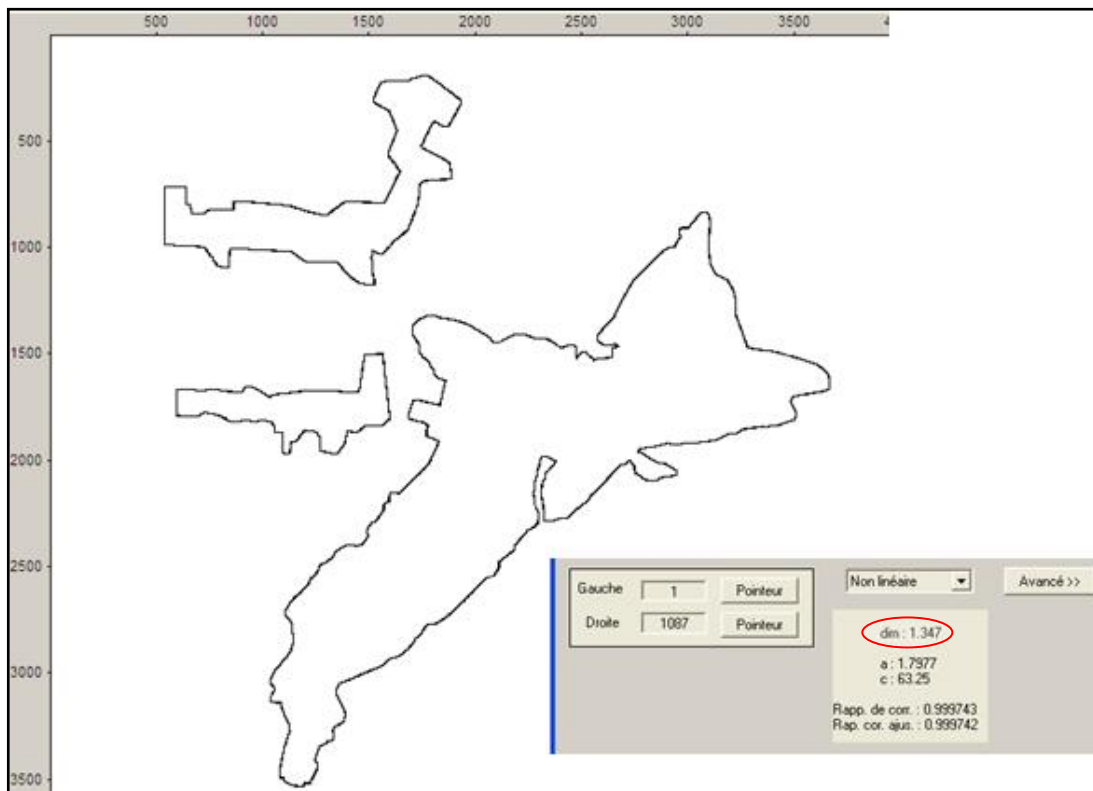 500 1000 1500 2000 2500 3000 3500
500
1000
1500
2000
2500
3000
3500
Gauche 1 Pointeur
Droite 1087 Pointeur
Non linéaire
Avancé >>
dim : 1.347
a : 1.7977
c : 63.25
Rapp. de corr. : 0.999743
Rap. cor. ajus. : 0.999742